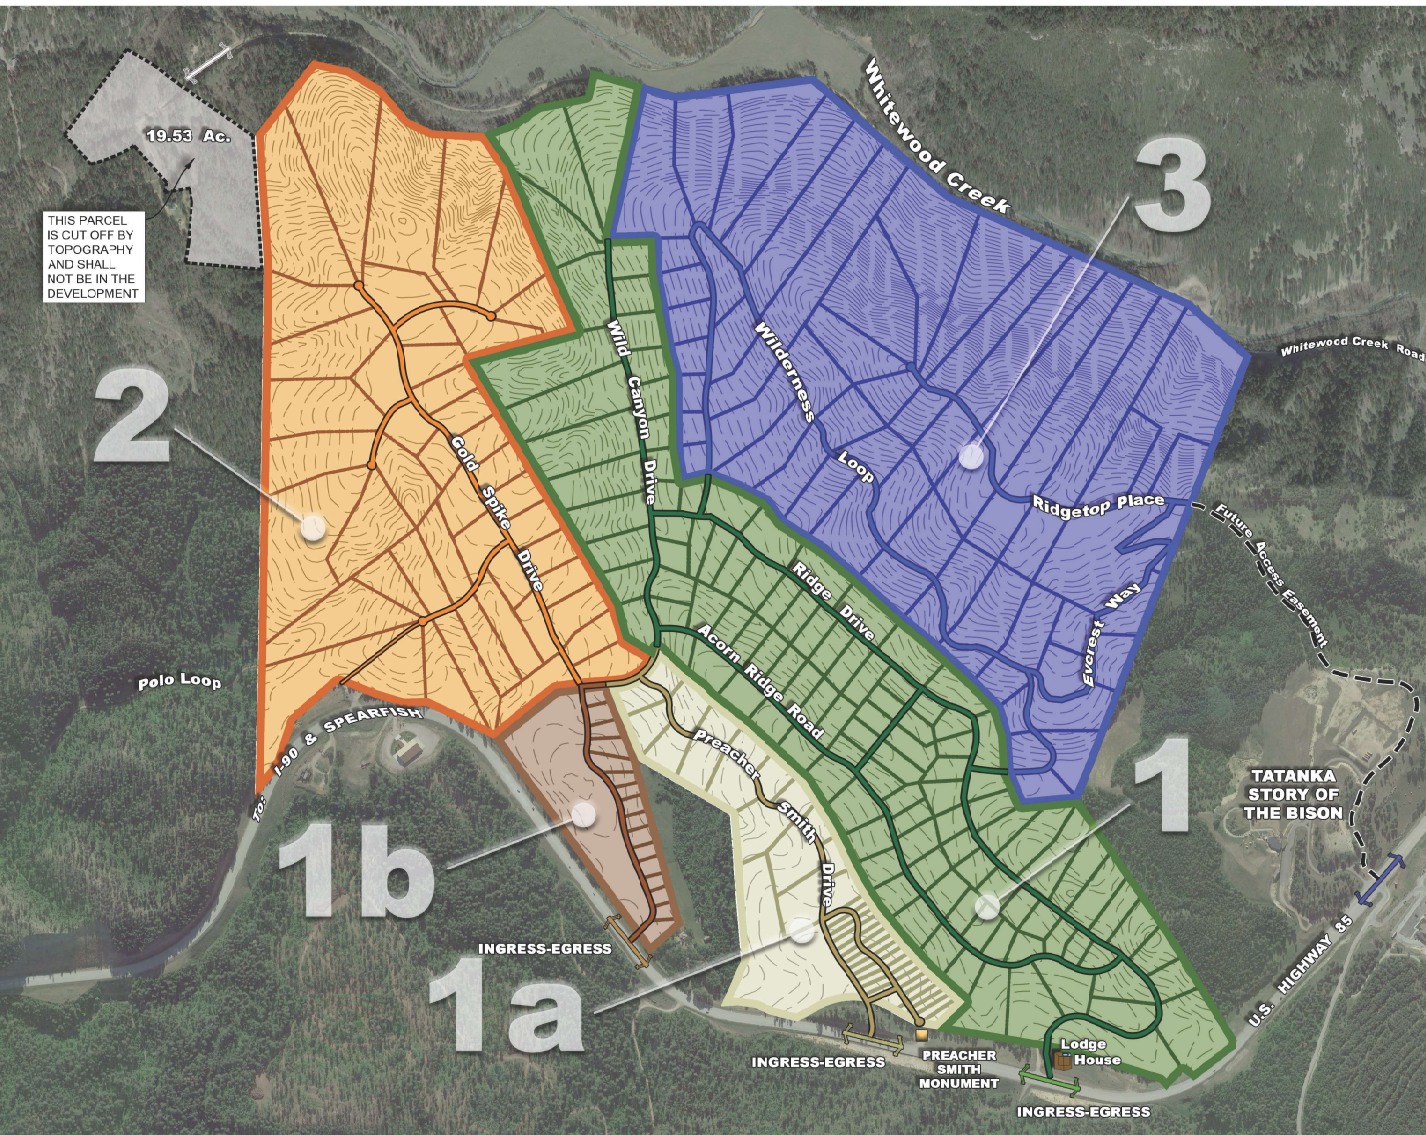 19.53 Ac.
THIS PARCEL
IS CUT OFF BY
TOPOGRAPHY
AND SHALL
NOT BE IN THE
DEVELOPMENT
Whitewood Creek
3
Whitewood Creek Road
2
Wild Canyon Drive
Wilderness Loop
Gold Spike Drive
Ridgetop Place
Future Access Easement
Ridge Drive
Acorn Ridge Road
Evcrest Way
Polo Loop
To: I-90 & SPEARFISH
Preacher Smith Drive
1
TATANKA
STORY OF
THE BISON
1b
INGRESS-EGRESS
1a
U.S. HIGHWAY 85
INGRESS-EGRESS
PREACHER
SMITH
MONUMENT
Lodge
House
INGRESS-EGRESS